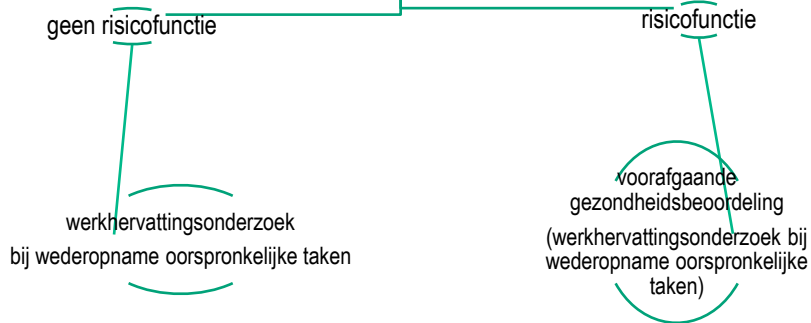 geen risicofunctie
risicofunctie
werkhervattingsonderzoek
bij wederopname oorspronkelijke taken
voorafgaande
gezondheidsbeoordeling
(werkhervattingsonderzoek bij
wederopname oorspronkelijke
taken)